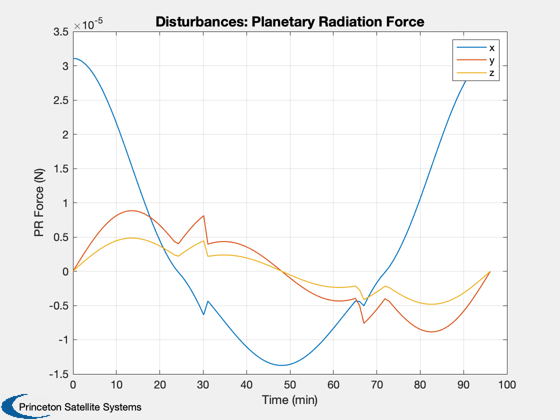 Disturbances: Planetary Radiation Force
×10⁻⁵
3.5
3
2.5
2
1.5
1
0.5
0
-0.5
-1
-1.5
PR Force (N)
x
y
z
0 10 20 30 40 50 60 70 80 90 100
Time (min)
Princeton Satellite Systems